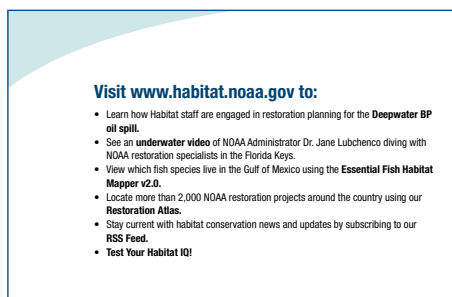 Visit www.habitat.noaa.gov to:
• Learn how Habitat staff are engaged in restoration planning for the Deepwater BP
oil spill.
• See an underwater video of NOAA Administrator Dr. Jane Lubchenco diving with
NOAA restoration specialists in the Florida Keys.
• View which fish species live in the Gulf of Mexico using the Essential Fish Habitat
Mapper v2.0.
• Locate more than 2,000 NOAA restoration projects around the country using our
Restoration Atlas.
• Stay current with habitat conservation news and updates by subscribing to our
RSS Feed.
• Test Your Habitat IQ!